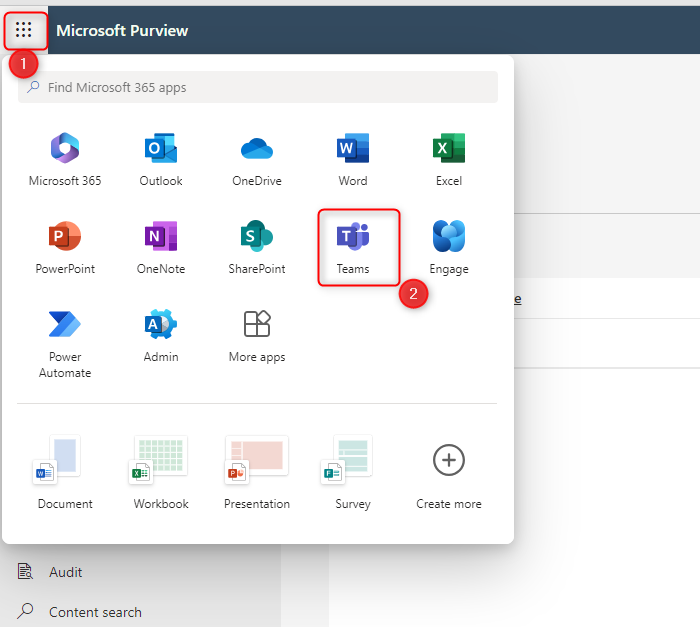 Microsoft Purview
1
Find Microsoft 365 apps
Microsoft 365
Outlook
OneDrive
Word
Excel
PowerPoint
OneNote
SharePoint
Teams
Engage
2
e
Power
Automate
Admin
More apps
Document
Workbook
Presentation
Survey
Create more
Audit
Content search